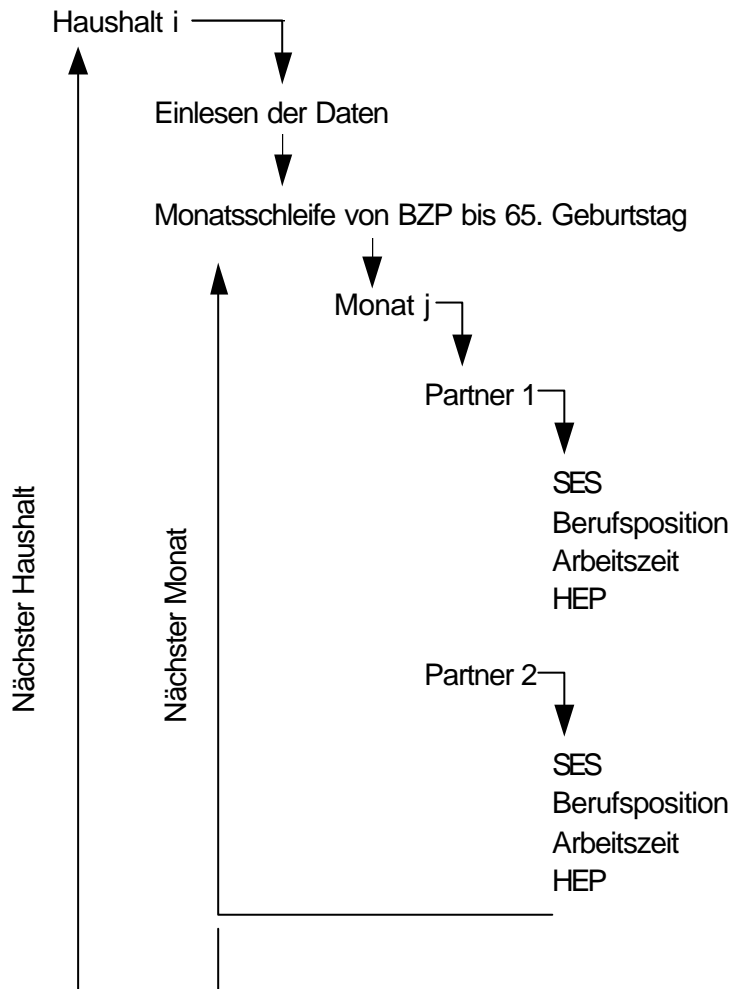 Haushalt i
Einlesen der Daten
Monatsschleife von BZP bis 65. Geburtstag
Monat j
Partner 1
SES
Berufsposition
Arbeitszeit
HEP
Partner 2
SES
Berufsposition
Arbeitszeit
HEP
Nächster Haushalt
Nächster Monat